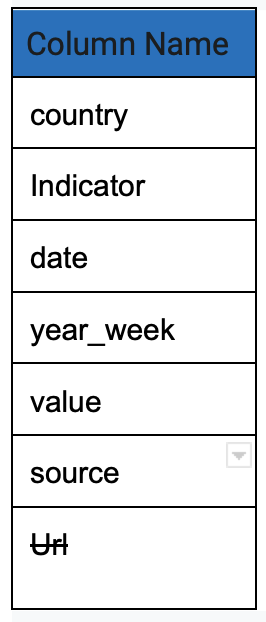 Column Name
country
Indicator
date
year_week
value
source
Url